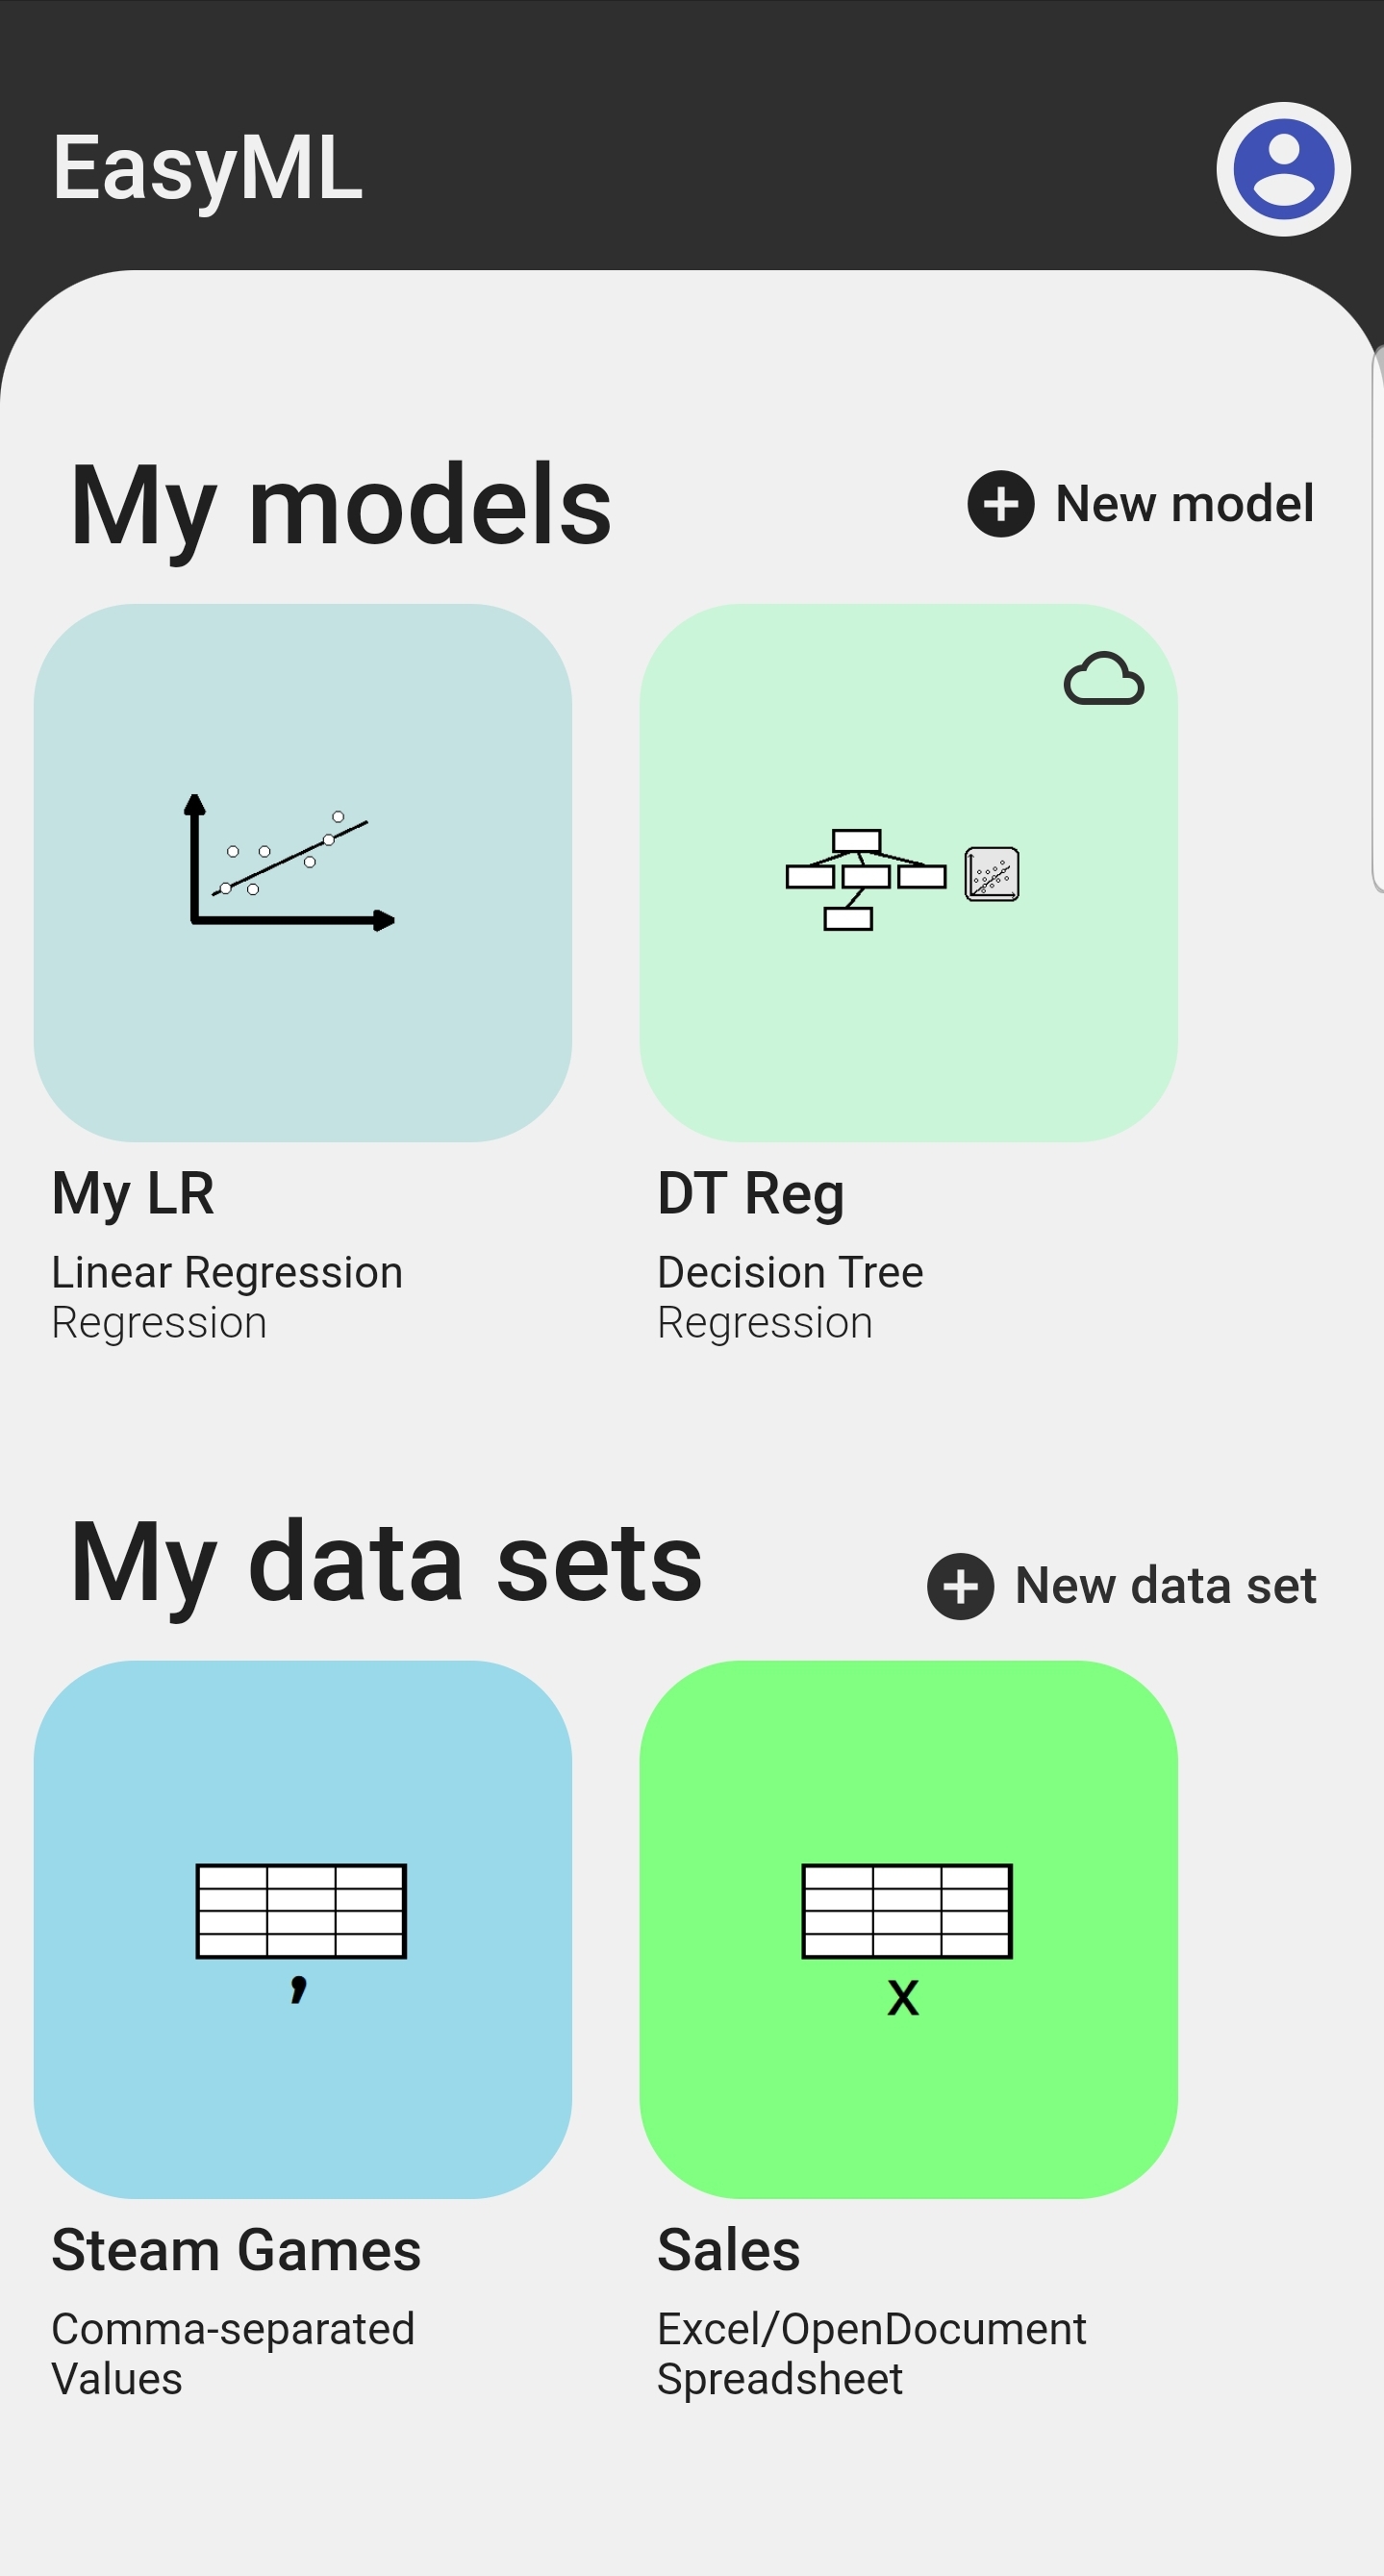 EasyML
My models
New model
My LR
Linear Regression
Regression
DT Reg
Decision Tree
Regression
My data sets
New data set
,
x
Steam Games
Comma-separated
Values
Sales
Excel/OpenDocument
Spreadsheet